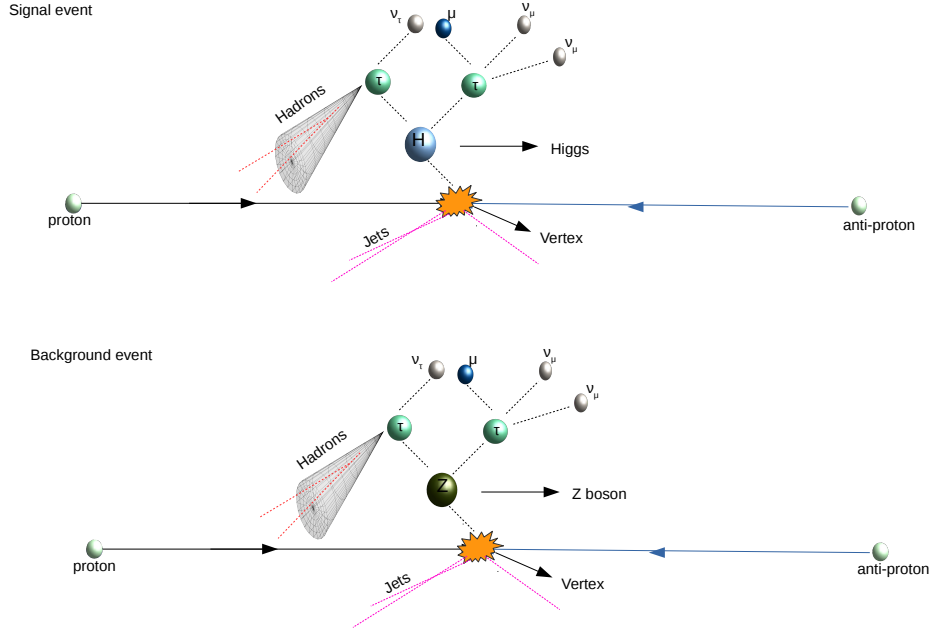 Signal event
ντ
μ
νμ
νμ
τ
τ
Hadrons
H
Higgs
proton
anti-proton
Jets
Vertex
Background event
ντ
μ
νμ
νμ
τ
τ
Hadrons
Z
Z boson
proton
anti-proton
Jets
Vertex